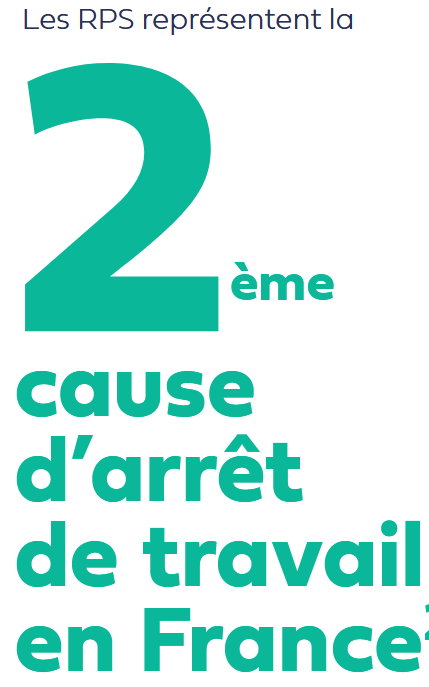 Les RPS représentent la
2ème
cause
d’arrêt
de travail
en France